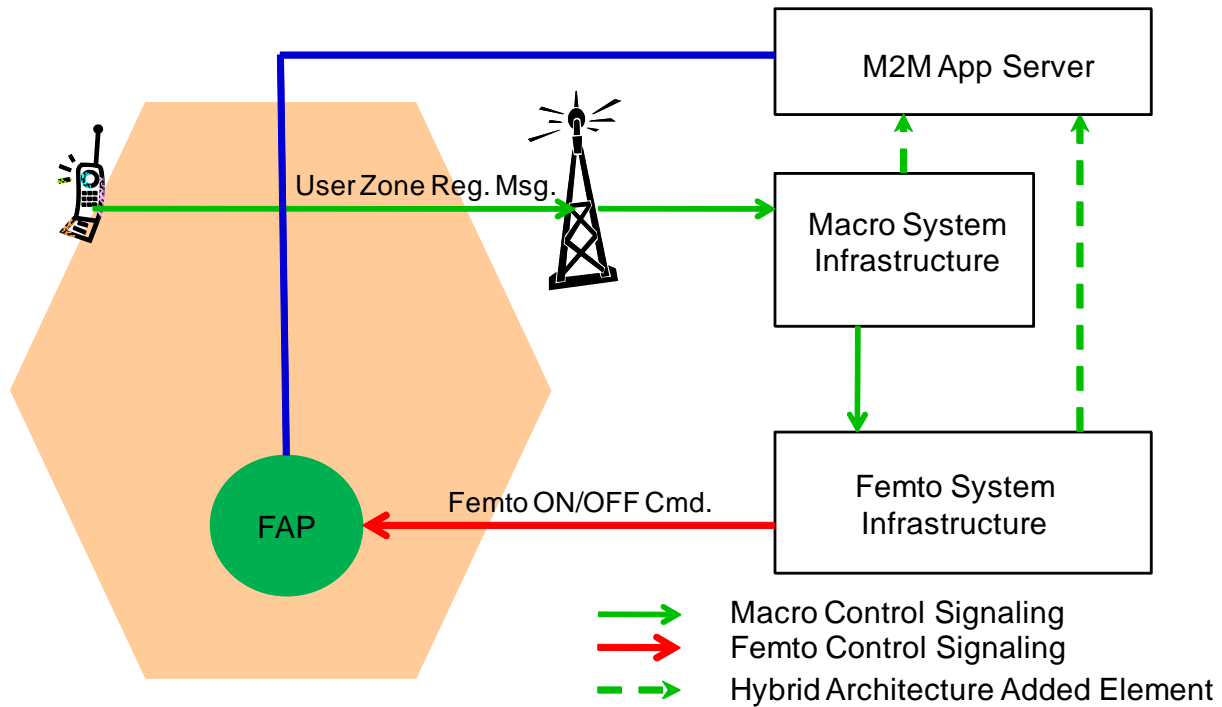 M2M App Server
User Zone Reg. Msg.
Macro System
Infrastructure
Femto System
Infrastructure
Femto ON/OFF Cmd.
FAP
Macro Control Signaling
Femto Control Signaling
Hybrid Architecture Added Element